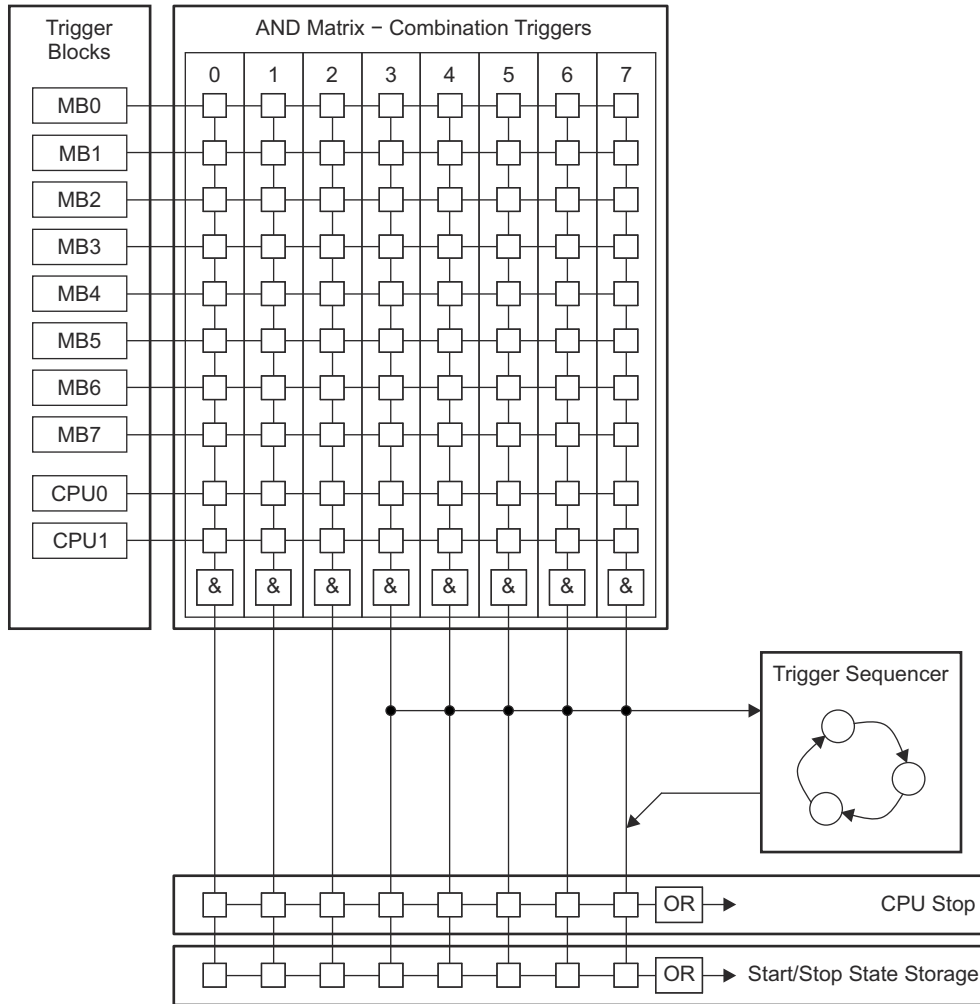 Trigger
Blocks
AND Matrix − Combination Triggers
0 1 2 3 4 5 6 7
MB0
MB1
MB2
MB3
MB4
MB5
MB6
MB7
CPU0
CPU1
& & & & & & & &
Trigger Sequencer
OR CPU Stop
OR Start/Stop State Storage